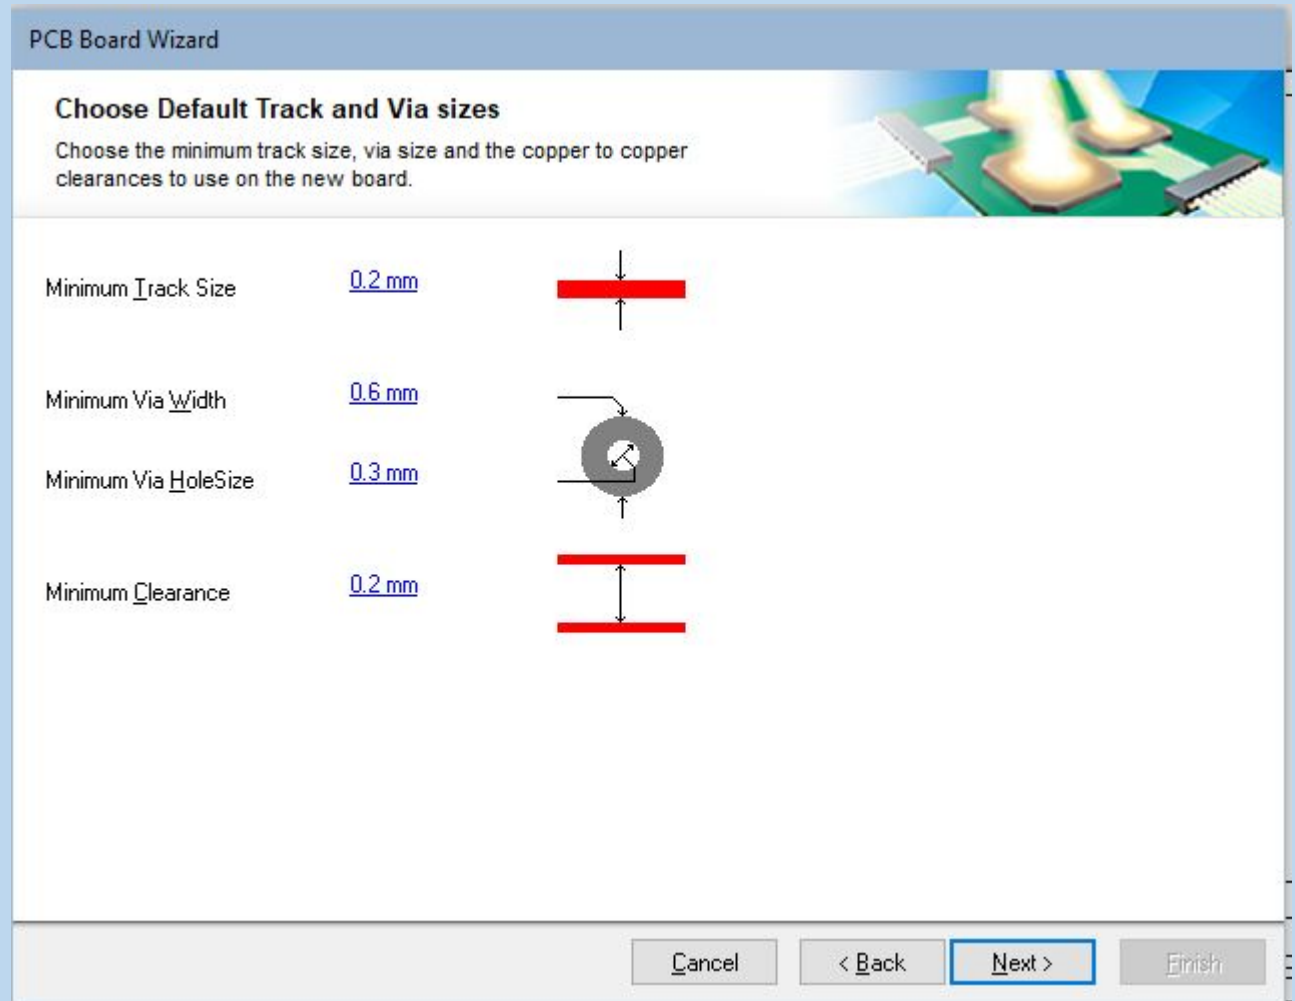 PCB Board Wizard
Choose Default Track and Via sizes
Choose the minimum track size, via size and the copper to copper
clearances to use on the new board.
Minimum Track Size 0.2 mm
Minimum Via Width 0.6 mm
Minimum Via HoleSize 0.3 mm
Minimum Clearance 0.2 mm
Cancel < Back Next > Finish